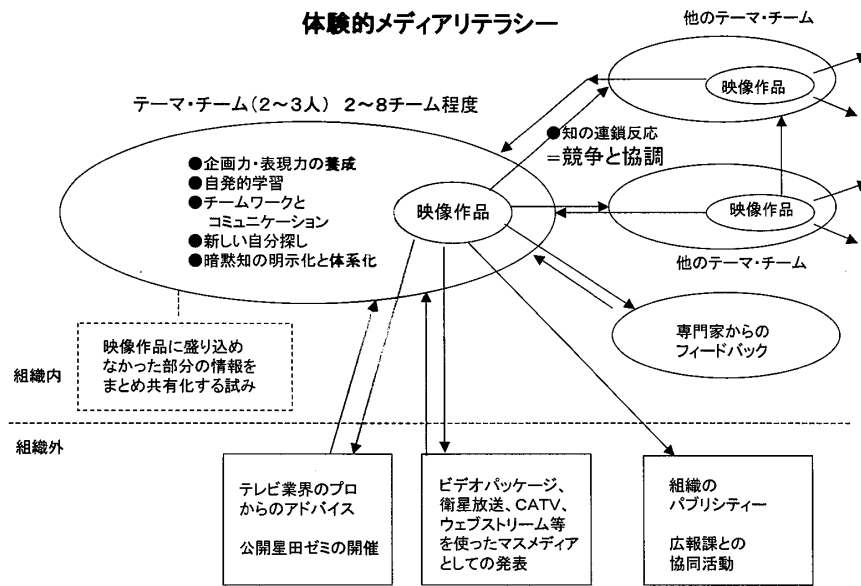 体験的メディアリテラシー
他のテーマ・チーム
映像作品
テーマ・チーム(2～3人) 2～8チーム程度
●知の連鎖反応
=競争と協調
●企画力・表現力の養成
●自発的学習
●チームワークと
コミュニケーション
●新しい自分探し
●暗黙知の明示化と体系化
映像作品
映像作品
他のテーマ・チーム
専門家からの
フィードバック
映像作品に盛り込め
なかった部分の情報を
まとめ共有化する試み
組織内
組織外
テレビ業界のプロ
からのアドバイス
公開星田ゼミの開催
ビデオパッケージ、
衛星放送、CATV、
ウェブストリーム等
を使ったマスメディア
としての発表
組織の
パブリシティー
広報課との
協同活動